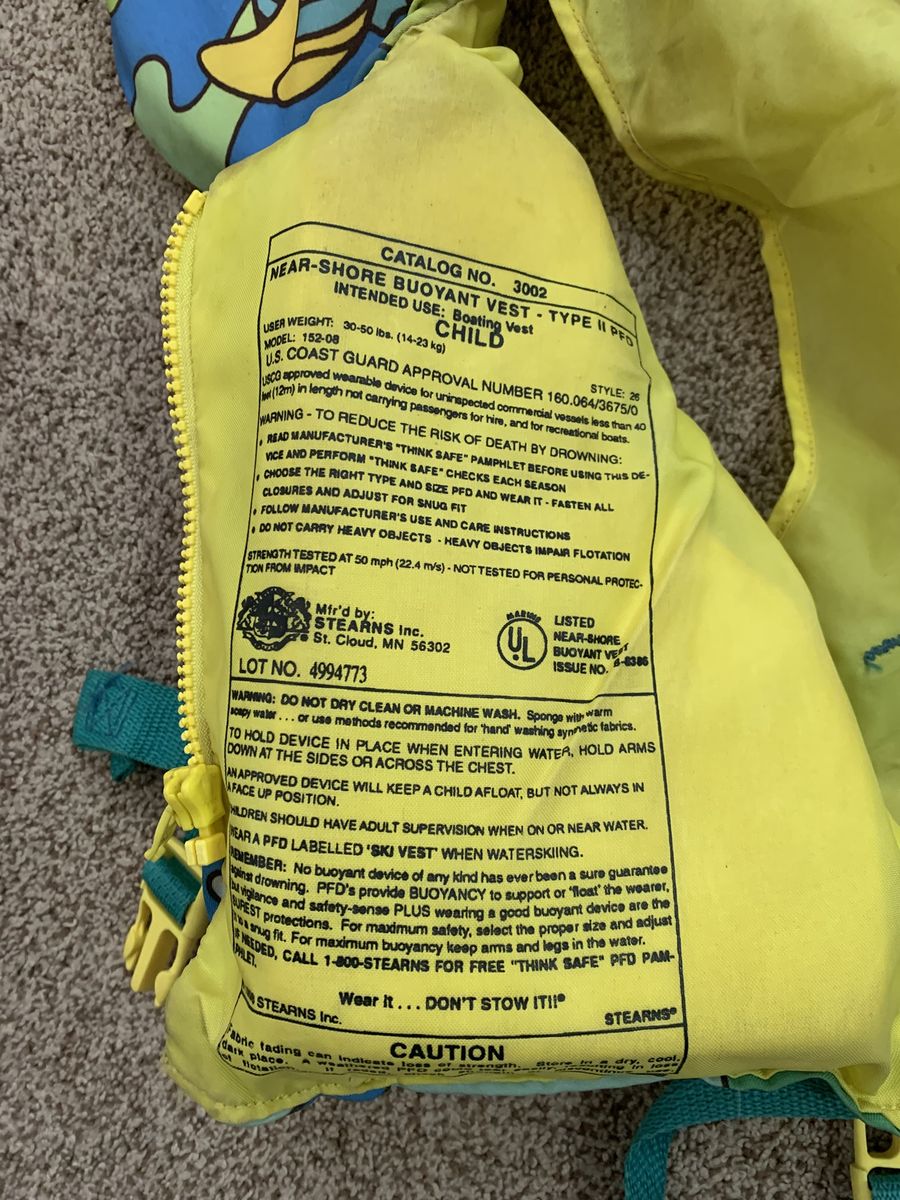 CATALOG NO. 3002
NEAR-SHORE BUOYANT VEST - TYPE II PFD
INTENDED USE: Boating Vest
CHILD
USER WEIGHT: 30-50 lbs. (14-23 kg)
MODEL: 152-08
STYLE: 26
U.S. COAST GUARD APPROVAL NUMBER 160.064/3675/0
USCG approved wearable device for uninspected commercial vessels less than 40
feet (12m) in length not carrying passengers for hire, and for recreational boats.
WARNING - TO REDUCE THE RISK OF DEATH BY DROWNING:
• READ MANUFACTURER'S "THINK SAFE" PAMPHLET BEFORE USING THIS DE-
VICE AND PERFORM "THINK SAFE" CHECKS EACH SEASON
• CHOOSE THE RIGHT TYPE AND SIZE PFD AND WEAR IT - FASTEN ALL
CLOSURES AND ADJUST FOR SNUG FIT
• FOLLOW MANUFACTURER'S USE AND CARE INSTRUCTIONS
• DO NOT CARRY HEAVY OBJECTS - HEAVY OBJECTS IMPAIR FLOTATION
STRENGTH TESTED AT 50 mph (22.4 m/s) - NOT TESTED FOR PERSONAL PROTEC-
TION FROM IMPACT
Mfr'd by:
STEARNS Inc.
St. Cloud, MN 56302
MARINE
UL
LISTED
NEAR-SHORE
BUOYANT VEST
ISSUE NO. B-8386
LOT NO. 4994773
WARNING: DO NOT DRY CLEAN OR MACHINE WASH. Sponge with warm
soapy water . . . or use methods recommended for 'hand' washing synthetic fabrics.
TO HOLD DEVICE IN PLACE WHEN ENTERING WATER, HOLD ARMS
DOWN AT THE SIDES OR ACROSS THE CHEST.
AN APPROVED DEVICE WILL KEEP A CHILD AFLOAT, BUT NOT ALWAYS IN
A FACE UP POSITION.
CHILDREN SHOULD HAVE ADULT SUPERVISION WHEN ON OR NEAR WATER.
WEAR A PFD LABELLED 'SKI VEST' WHEN WATERSKIING.
REMEMBER: No buoyant device of any kind has ever been a sure guarantee
against drowning. PFD's provide BUOYANCY to support or 'float' the wearer,
but vigilance and safety-sense PLUS wearing a good buoyant device are the
SUREST protections. For maximum safety, select the proper size and adjust
to a snug fit. For maximum buoyancy keep arms and legs in the water.
IF NEEDED, CALL 1-800-STEARNS FOR FREE "THINK SAFE" PFD PAM-
PHLET.
Wear it . . . DON'T STOW IT!!®
STEARNS Inc.
STEARNS®
CAUTION
Fabric fading can indicate loss of strength. Store in a dry, cool,
dark place. A weathered PFD in loss
of flotation.